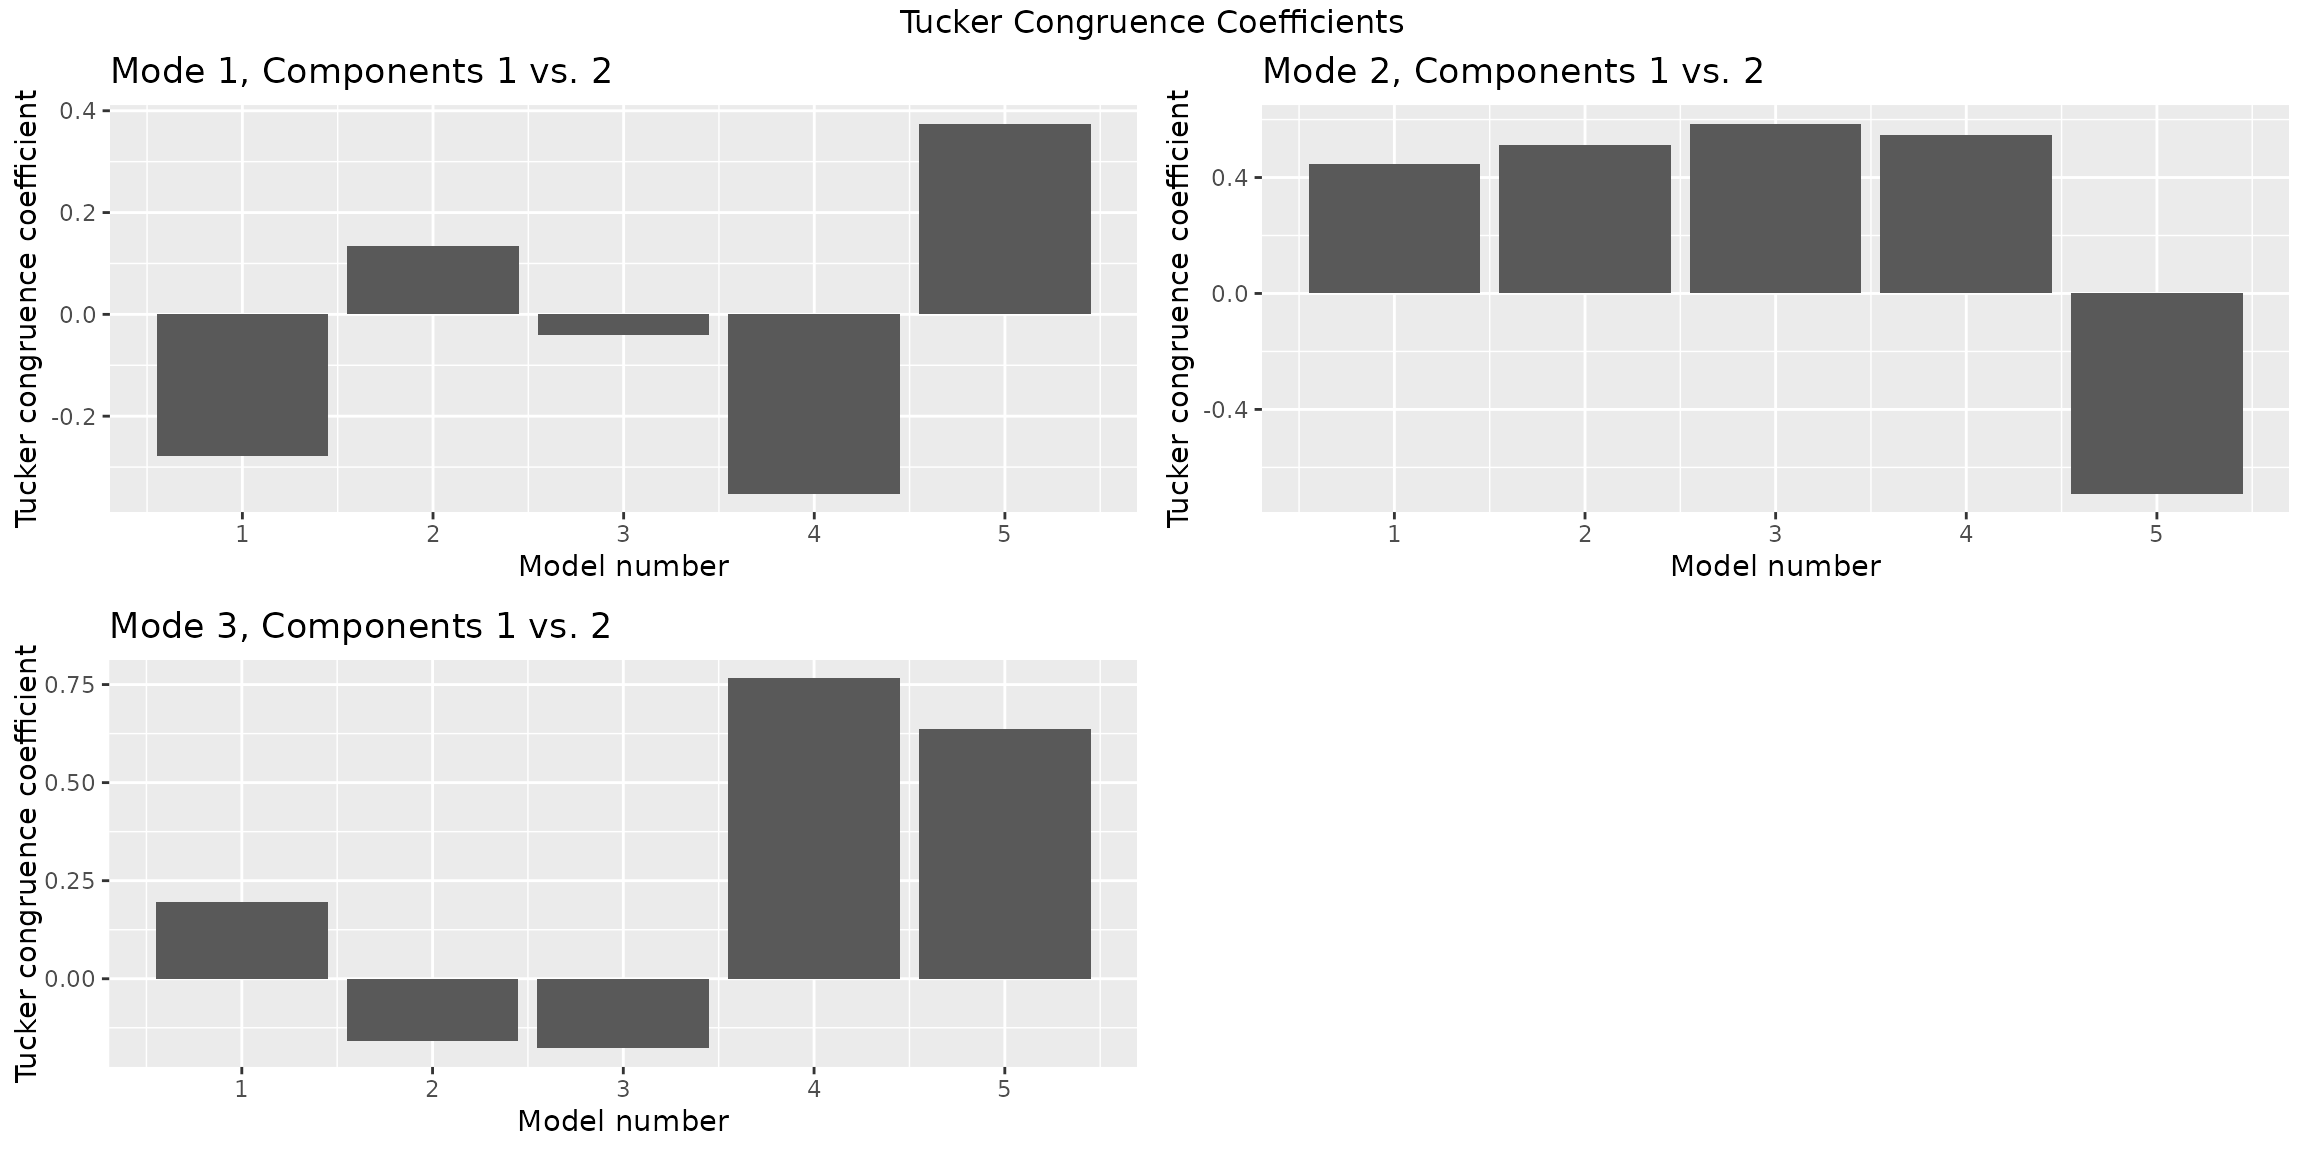 Tucker Congruence Coefficients
Mode 1, Components 1 vs. 2
Tucker congruence coefficient
0.4
0.2
0.0
-0.2
1 2 3 4 5
Model number
Mode 2, Components 1 vs. 2
Tucker congruence coefficient
0.4
0.0
-0.4
1 2 3 4 5
Model number
Mode 3, Components 1 vs. 2
Tucker congruence coefficient
0.75
0.50
0.25
0.00
1 2 3 4 5
Model number